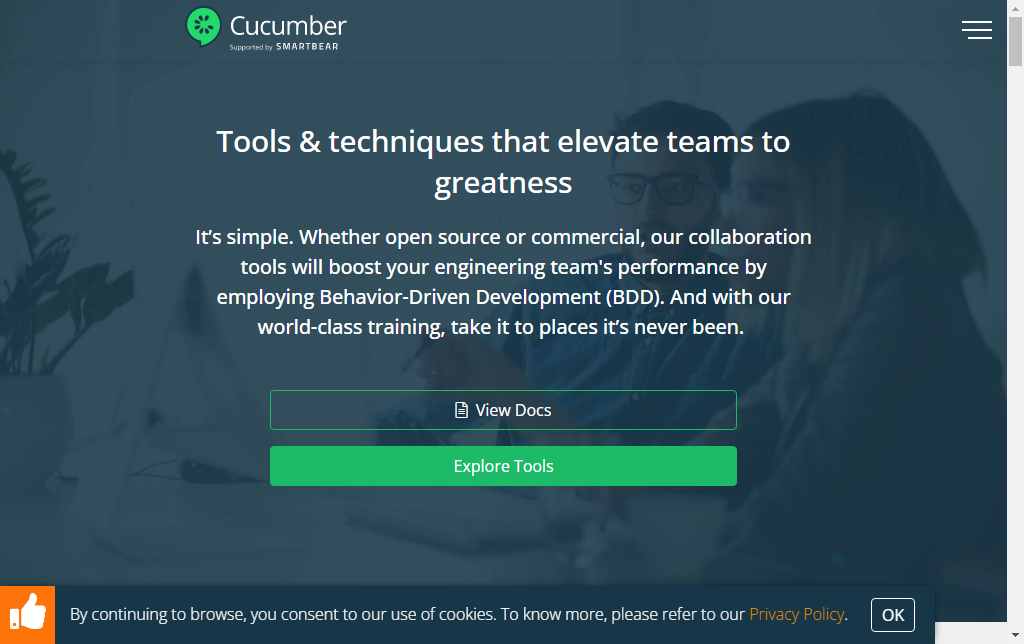 Cucumber
Supported by SMARTBEAR
Tools & techniques that elevate teams to
greatness
It’s simple. Whether open source or commercial, our collaboration
tools will boost your engineering team's performance by
employing Behavior-Driven Development (BDD). And with our
world-class training, take it to places it’s never been.
View Docs
Explore Tools
By continuing to browse, you consent to our use of cookies. To know more, please refer to our Privacy Policy. OK